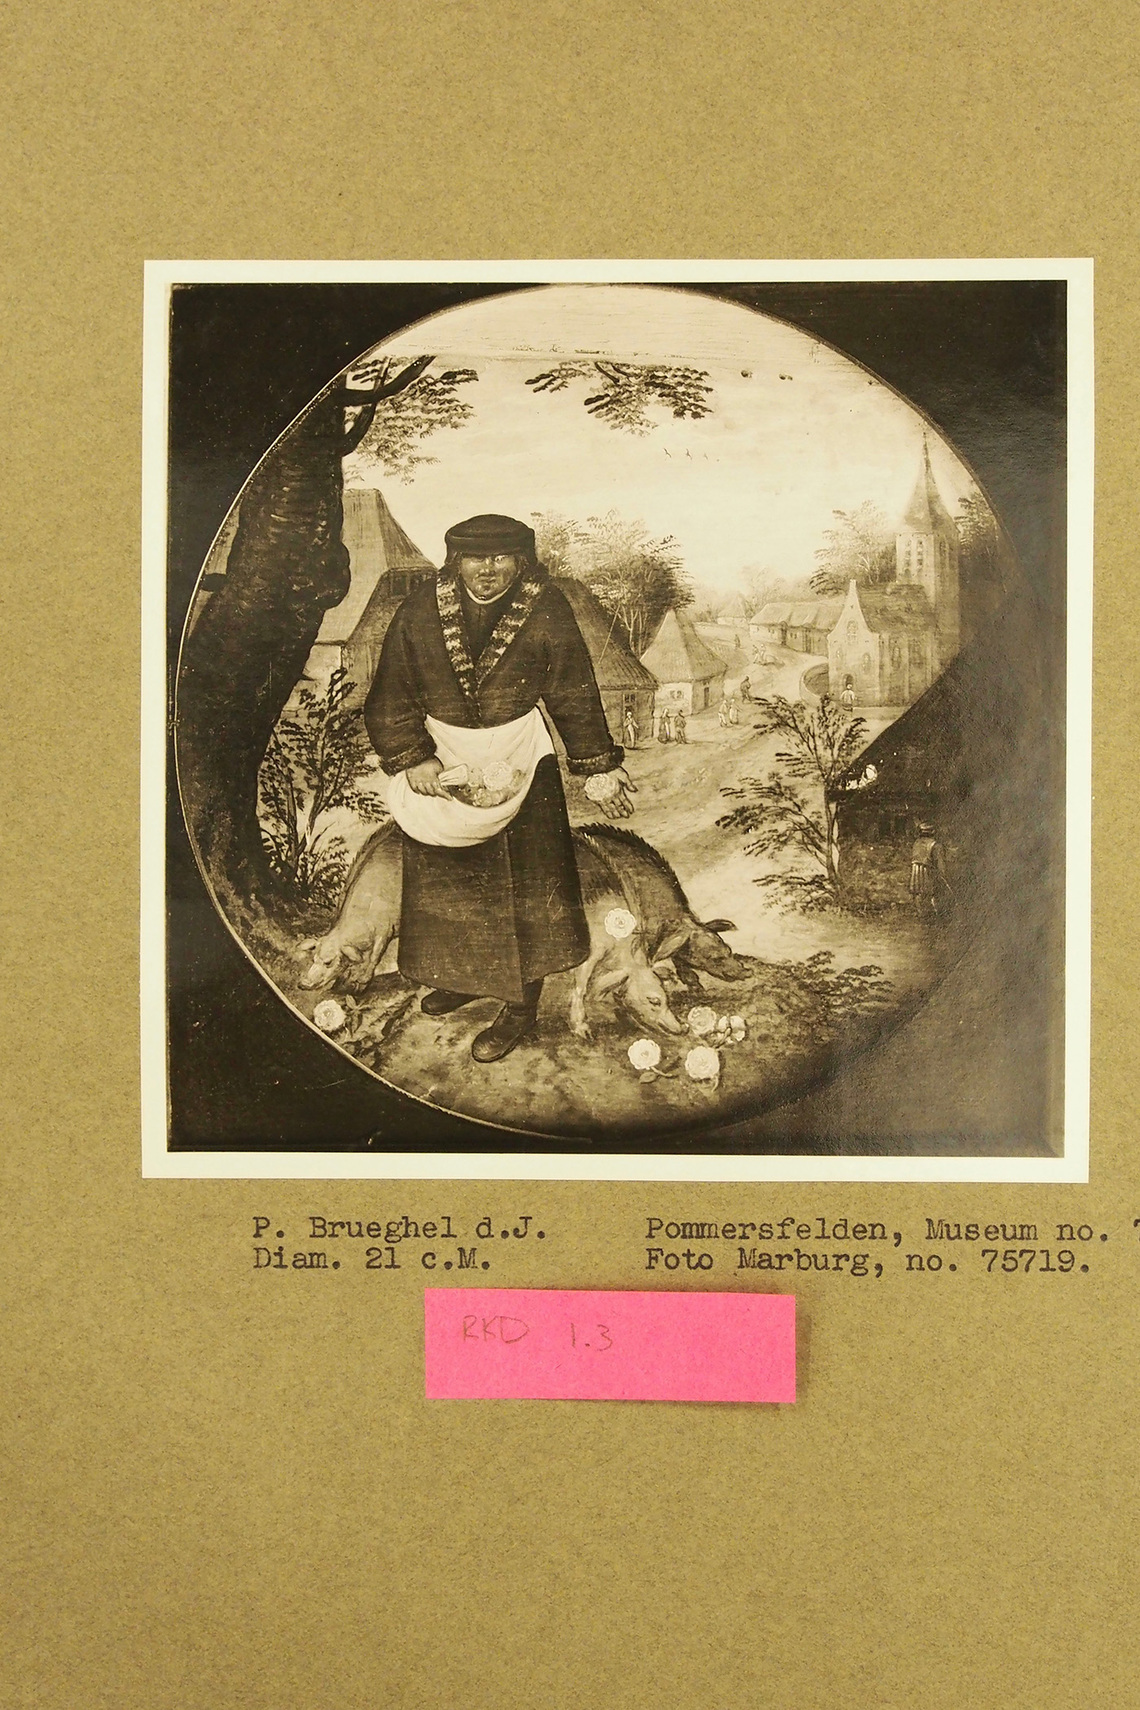 P. Brueghel d.J.
Diam. 21 c.M.
Pommersfelden, Museum no.
Foto Marburg, no. 75719.
RKD 1.3